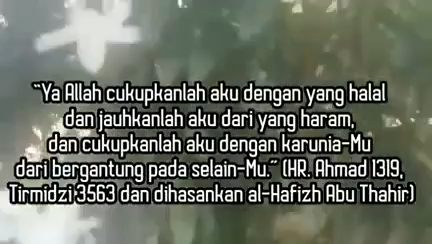 “Ya Allah cukupkanlah aku dengan yang halal
dan jauhkanlah aku dari yang haram,
dan cukupkanlah aku dengan karunia-Mu
dari bergantung pada selain-Mu.” (HR. Ahmad 1319,
Tirmidzi 3563 dan dihasankan al-Hafizh Abu Thahir)